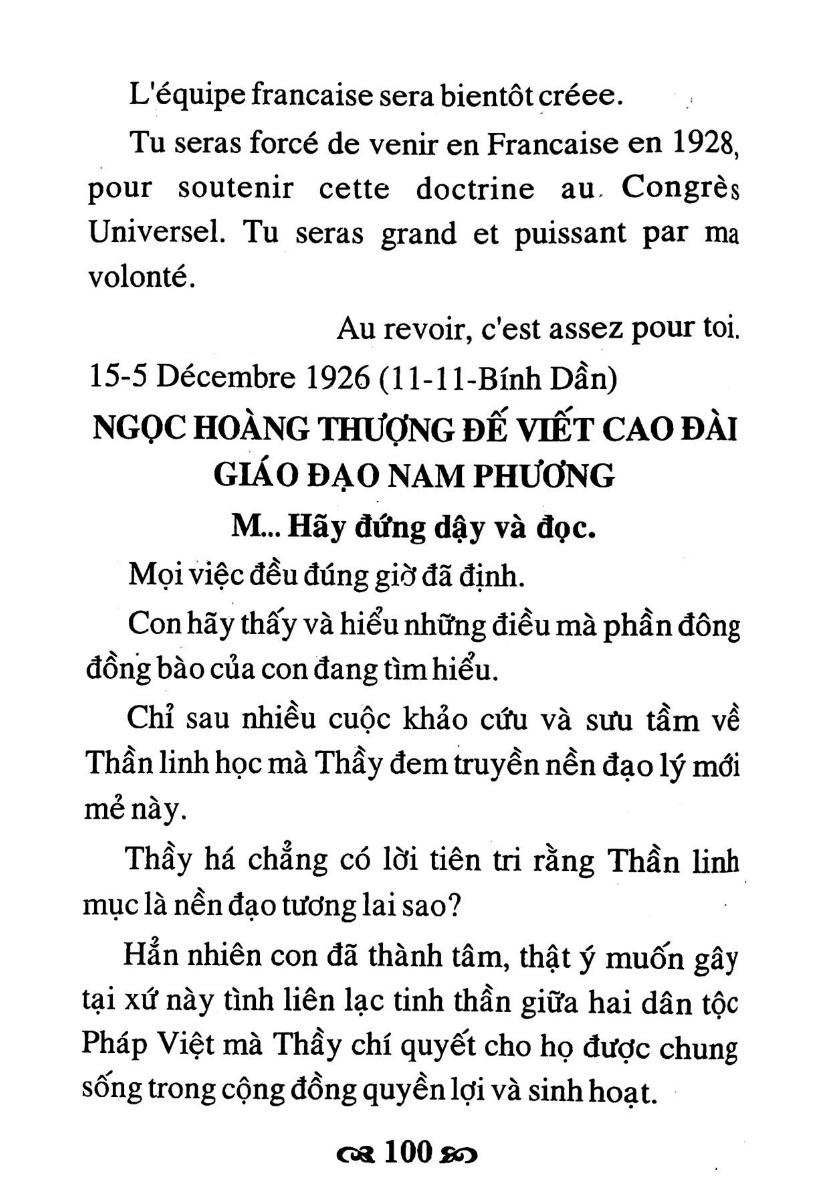 L'équipe francaise sera bientôt créee.
Tu seras forcé de venir en Francaise en 1928,
pour soutenir cette doctrine au Congrès
Universel. Tu seras grand et puissant par ma
volonté.
Au revoir, c'est assez pour toi.
15-5 Décembre 1926 (11-11-Bính Dần)
NGỌC HOÀNG THƯỢNG ĐẾ VIẾT CAO ĐÀI
GIÁO ĐẠO NAM PHƯƠNG
M... Hãy đứng dậy và đọc.
Mọi việc đều đúng giờ đã định.
Con hãy thấy và hiểu những điều mà phần đông
đồng bào của con đang tìm hiểu.
Chỉ sau nhiều cuộc khảo cứu và sưu tầm về
Thần linh học mà Thầy đem truyền nền đạo lý mới
mẻ này.
Thầy há chẳng có lời tiên tri rằng Thần linh
mục là nền đạo tương lai sao?
Hẳn nhiên con đã thành tâm, thật ý muốn gây
tại xứ này tình liên lạc tinh thần giữa hai dân tộc
Pháp Việt mà Thầy chí quyết cho họ được chung
sống trong cộng đồng quyền lợi và sinh hoạt.
100